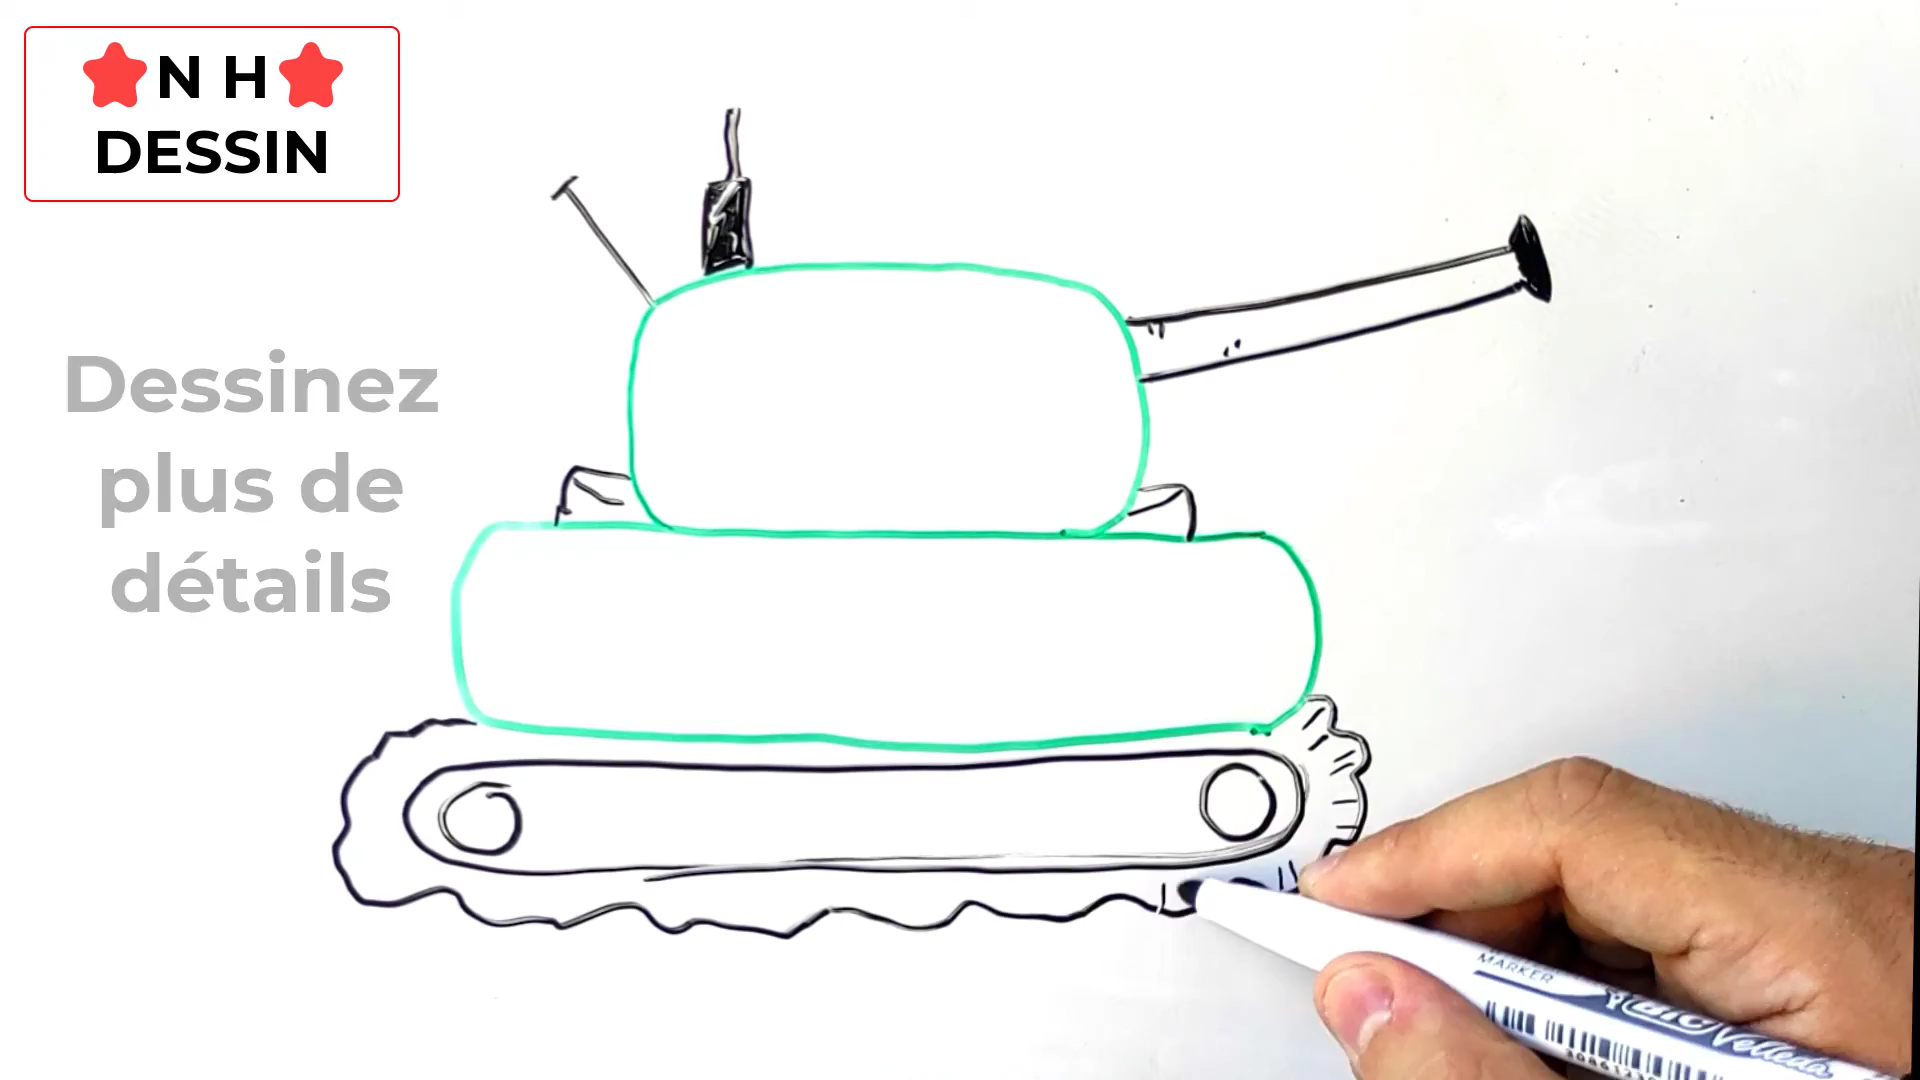 N H
DESSIN
Dessinez
plus de
détails
MARKER
BIC Velleda